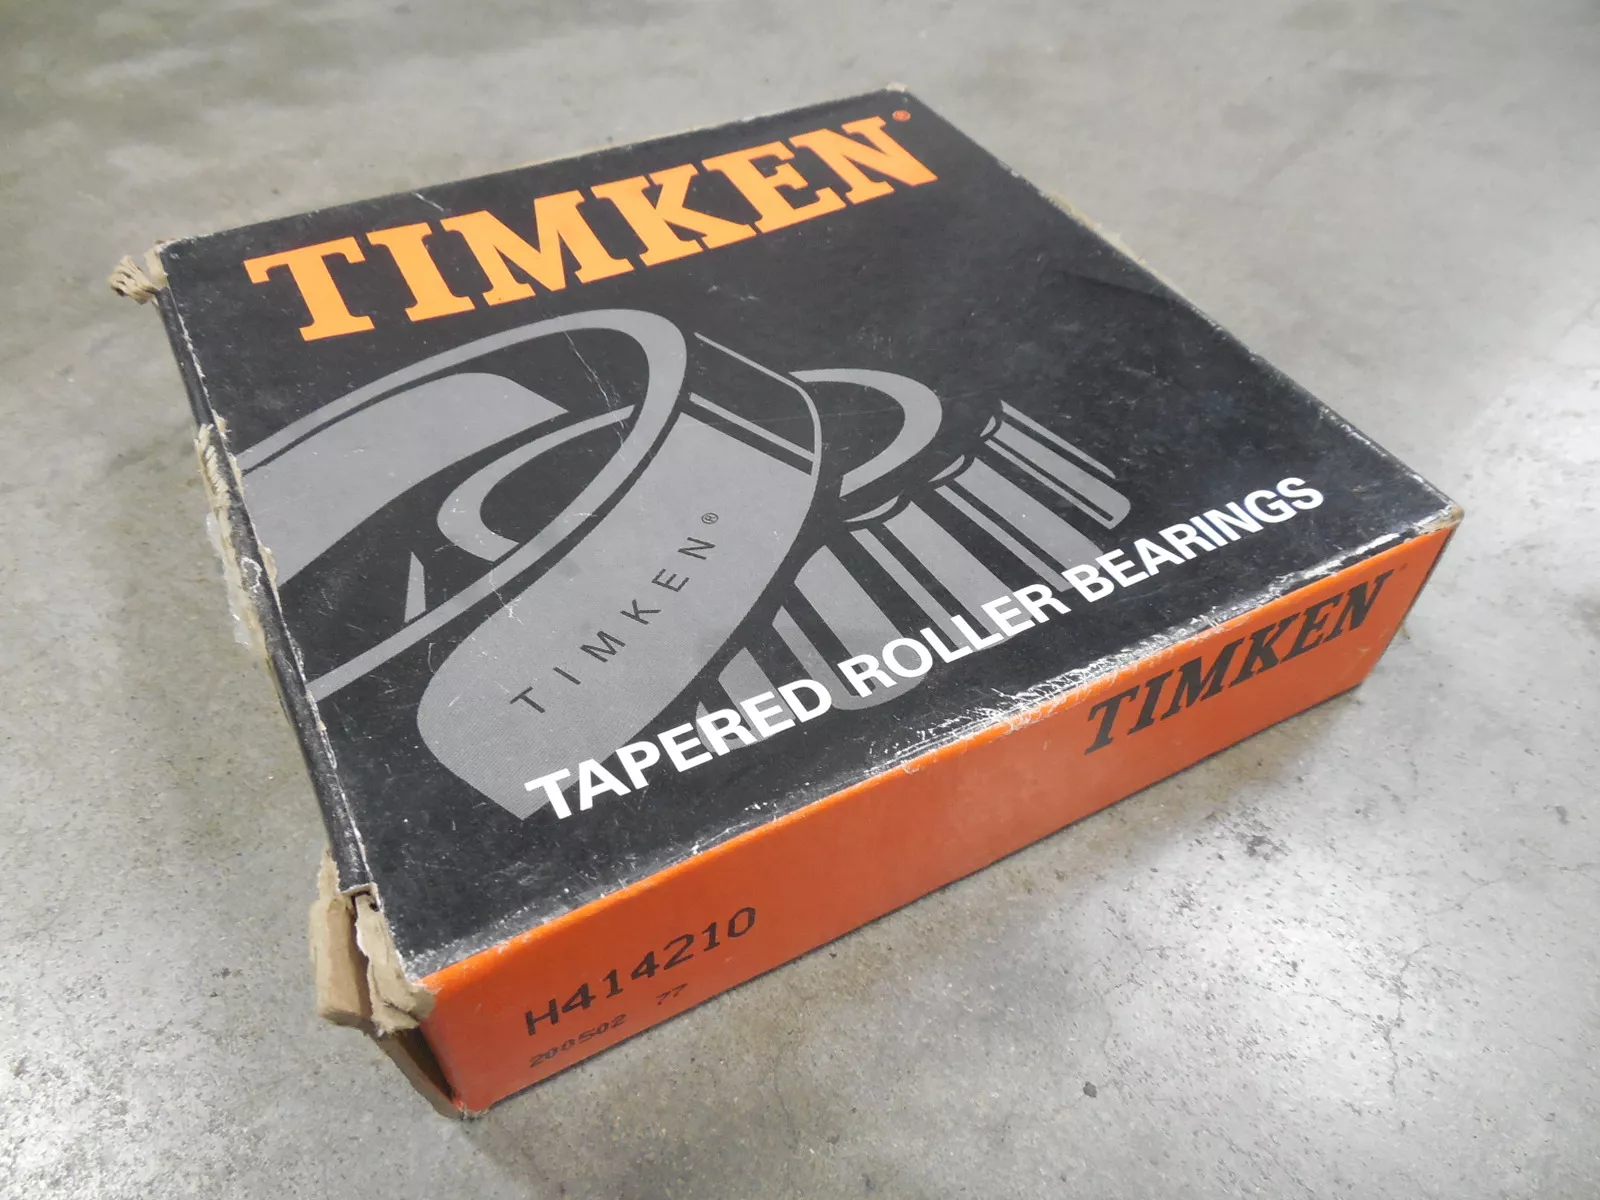 TIMKEN®
TIMKEN®
TAPERED ROLLER BEARINGS
TIMKEN
H414210
200502 77